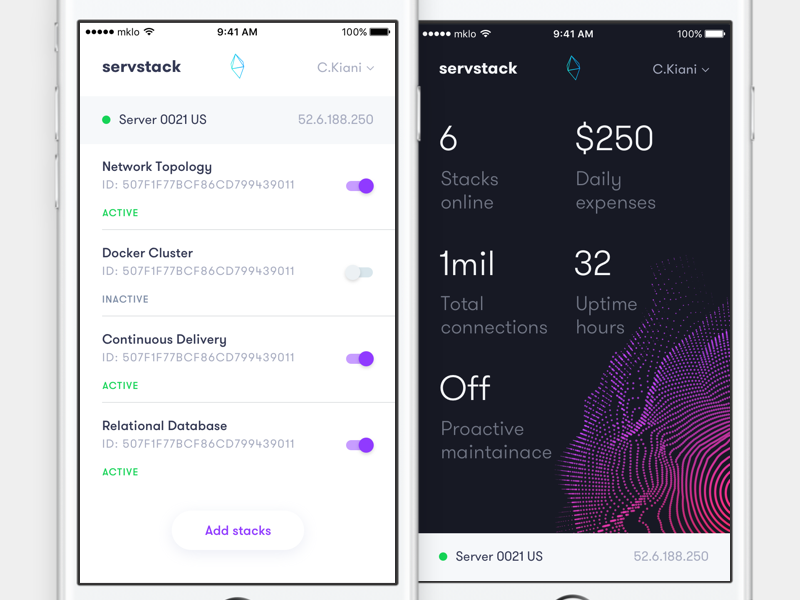 mklo 9:41 AM 100%
servstack C.Kiani
Server 0021 US 52.6.188.250
Network Topology
ID: 507F1F77BCF86CD799439011
ACTIVE
Docker Cluster
ID: 507F1F77BCF86CD799439011
INACTIVE
Continuous Delivery
ID: 507F1F77BCF86CD799439011
ACTIVE
Relational Database
ID: 507F1F77BCF86CD799439011
ACTIVE
Add stacks
mklo 9:41 AM 100%
servstack C.Kiani
6 $250
Stacks Daily
online expenses
1mil 32
Total Uptime
connections hours
Off
Proactive
maintainace
Server 0021 US 52.6.188.250